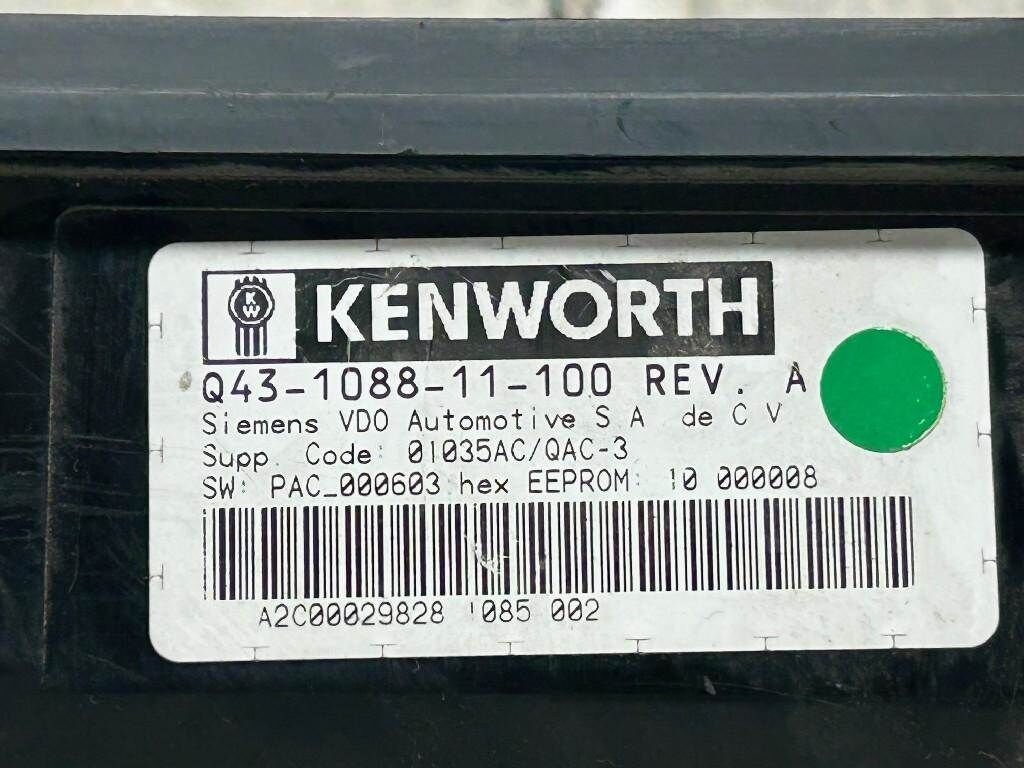 KW KENWORTH
Q43-1088-11-100 REV. A
Siemens VDO Automotive S A de C V
Supp. Code: 01035AC/QAC-3
SW: PAC_000603.hex EEPROM: 10 000008
A2C00029828 1085 002